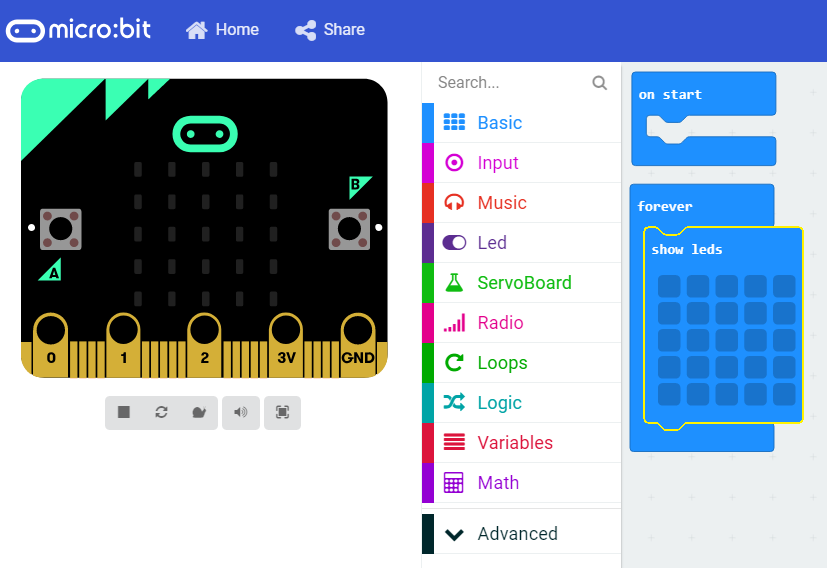 micro:bit Home Share
B
A
0 1 2 3V GND
Search...
Basic
Input
Music
Led
ServoBoard
Radio
Loops
Logic
Variables
Math
Advanced
on start
forever
show leds